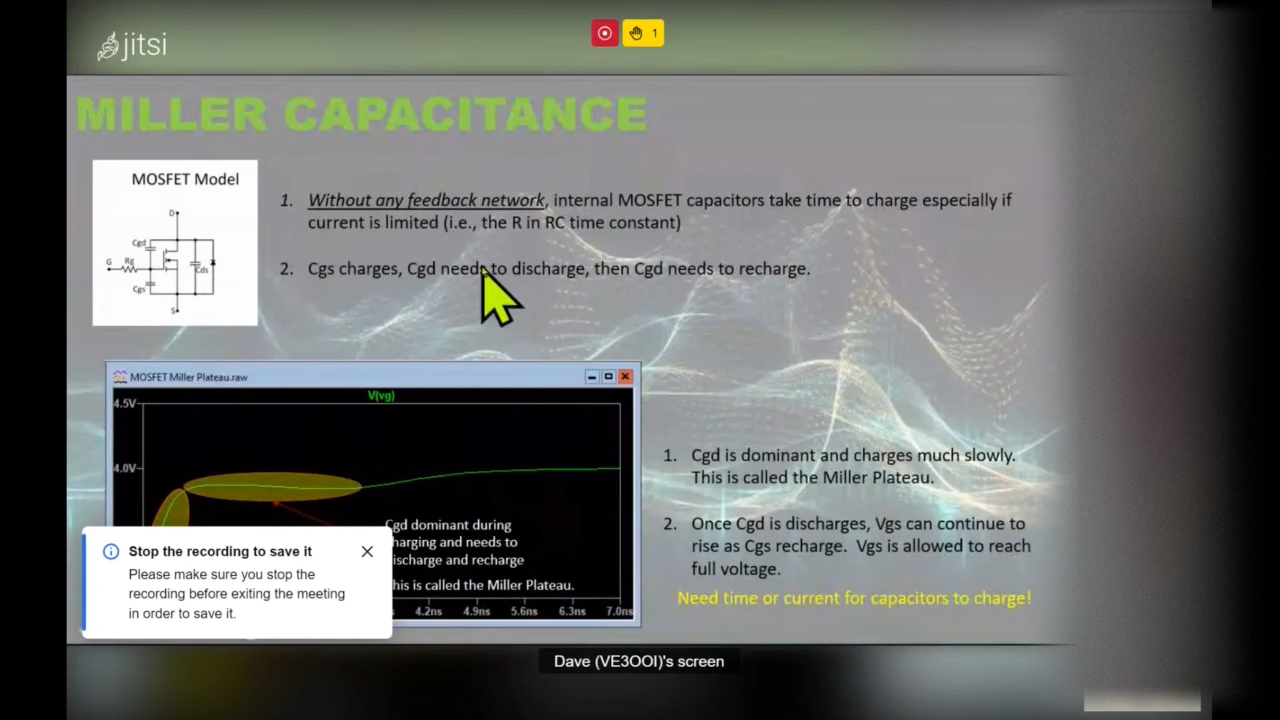 jitsi
1
MILLER CAPACITANCE
MOSFET Model
D
Cgd
G
Rg
Cds
Cgs
S
1. Without any feedback network, internal MOSFET capacitors take time to charge especially if
current is limited (i.e., the R in RC time constant)
2. Cgs charges, Cgd needs to discharge, then Cgd needs to recharge.
MOSFET Miller Plateau.raw
V(vg)
4.5V
4.0V
Cgd dominant during
harging and needs to
ischarge and recharge
his is called the Miller Plateau.
4.2ns 4.9ns 5.6ns 6.3ns 7.0ns
1. Cgd is dominant and charges much slowly.
This is called the Miller Plateau.
2. Once Cgd is discharges, Vgs can continue to
rise as Cgs recharge. Vgs is allowed to reach
full voltage.
Need time or current for capacitors to charge!
Stop the recording to save it
Please make sure you stop the
recording before exiting the meeting
in order to save it.
Dave (VE3OOI)'s screen